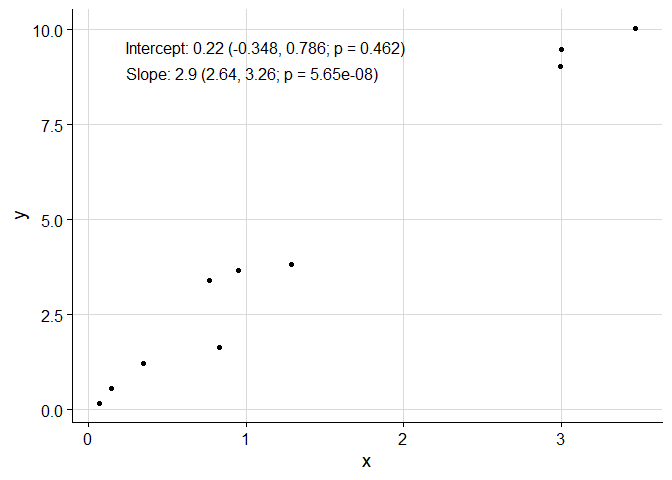 10.0
Intercept: 0.22 (-0.348, 0.786; p = 0.462)
Slope: 2.9 (2.64, 3.26; p = 5.65e-08)
7.5
y
5.0
2.5
0.0
0 1 2 3
x